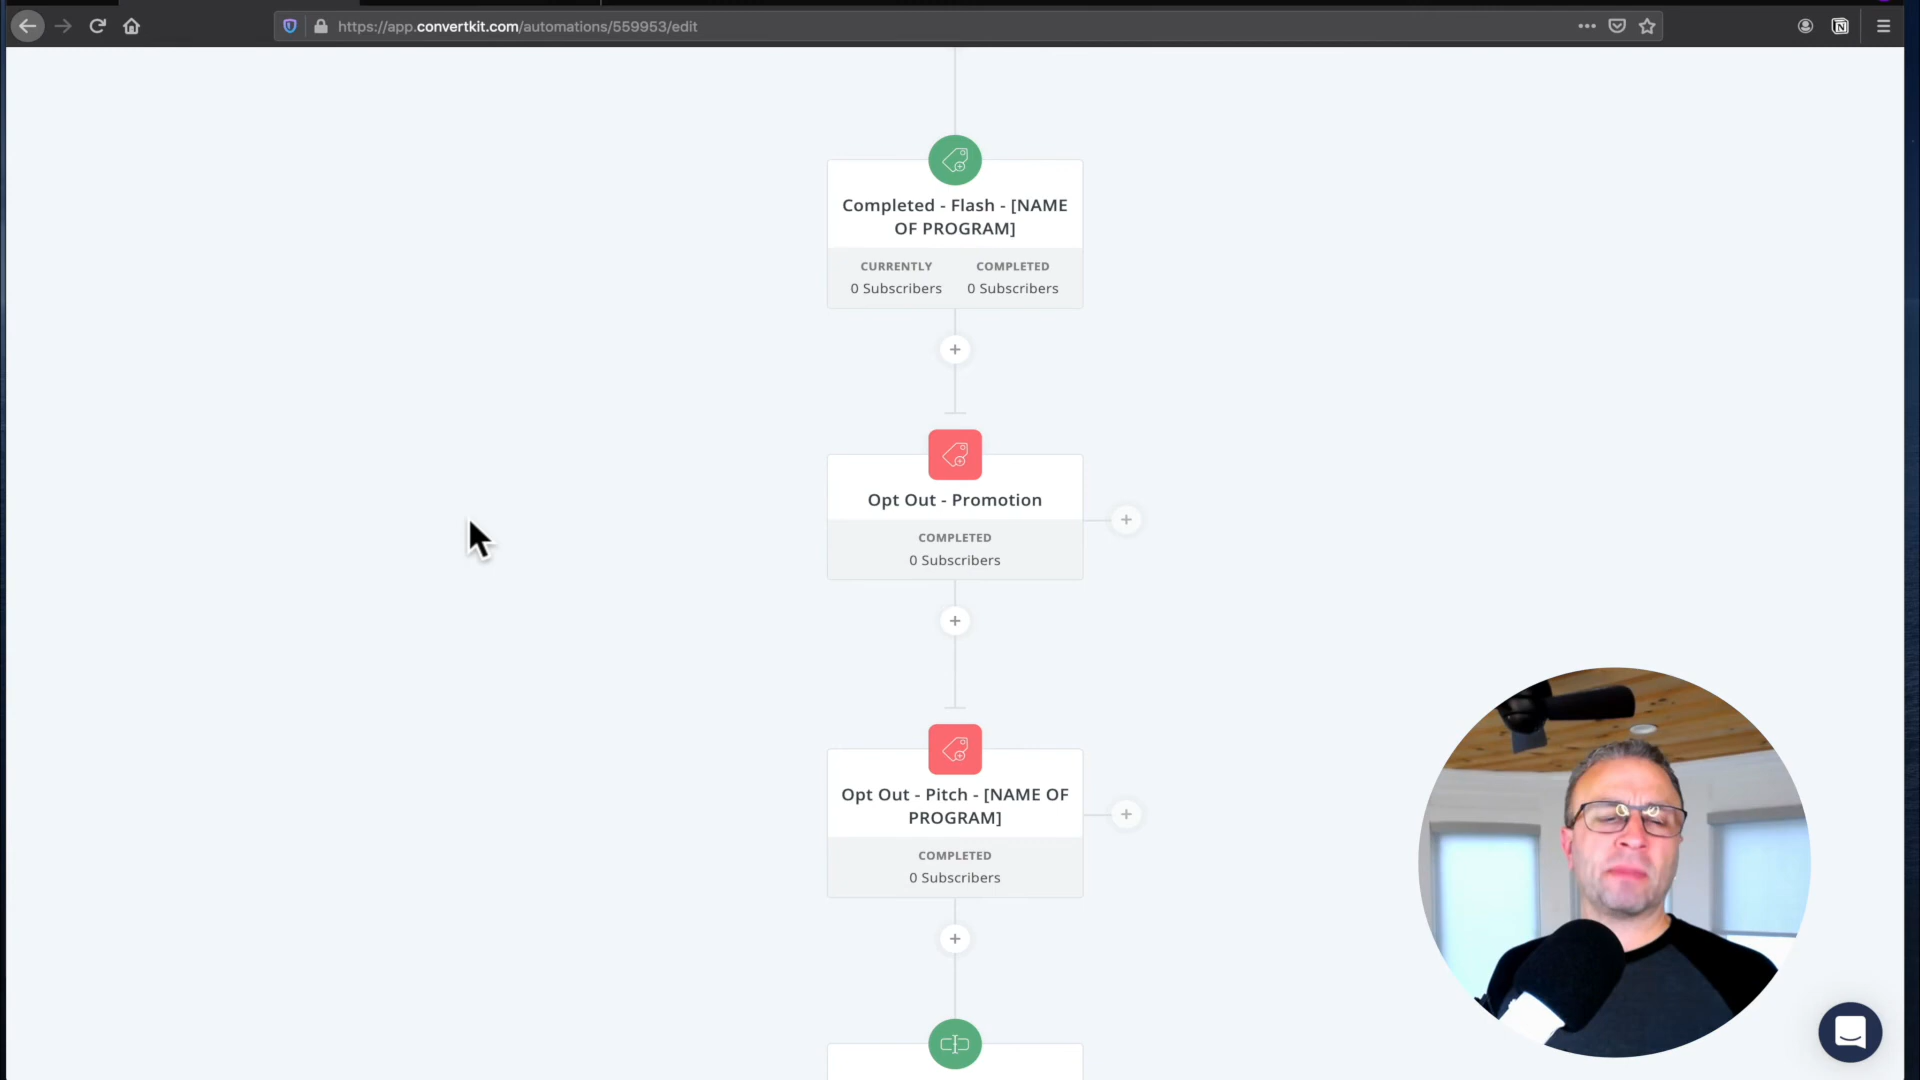 https://app.convertkit.com/automations/559953/edit
Completed - Flash - [NAME
OF PROGRAM]
CURRENTLY COMPLETED
0 Subscribers 0 Subscribers
+
Opt Out - Promotion
+
COMPLETED
0 Subscribers
+
Opt Out - Pitch - [NAME OF
PROGRAM]
+
COMPLETED
0 Subscribers
+